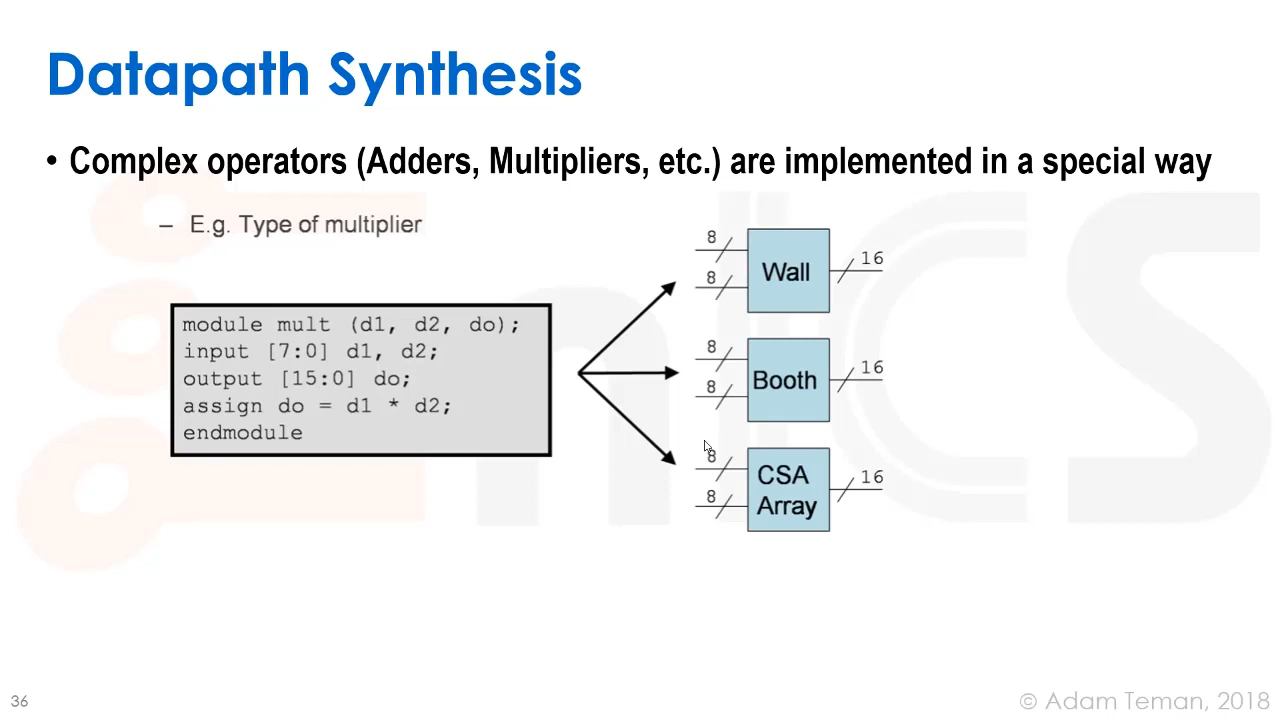 Datapath Synthesis
• Complex operators (Adders, Multipliers, etc.) are implemented in a special way
– E.g. Type of multiplier
module mult (d1, d2, do);
input [7:0] d1, d2;
output [15:0] do;
assign do = d1 * d2;
endmodule
8
8
Wall
16
8
8
Booth
16
8
8
CSA
Array
16
enICS
36
© Adam Teman, 2018